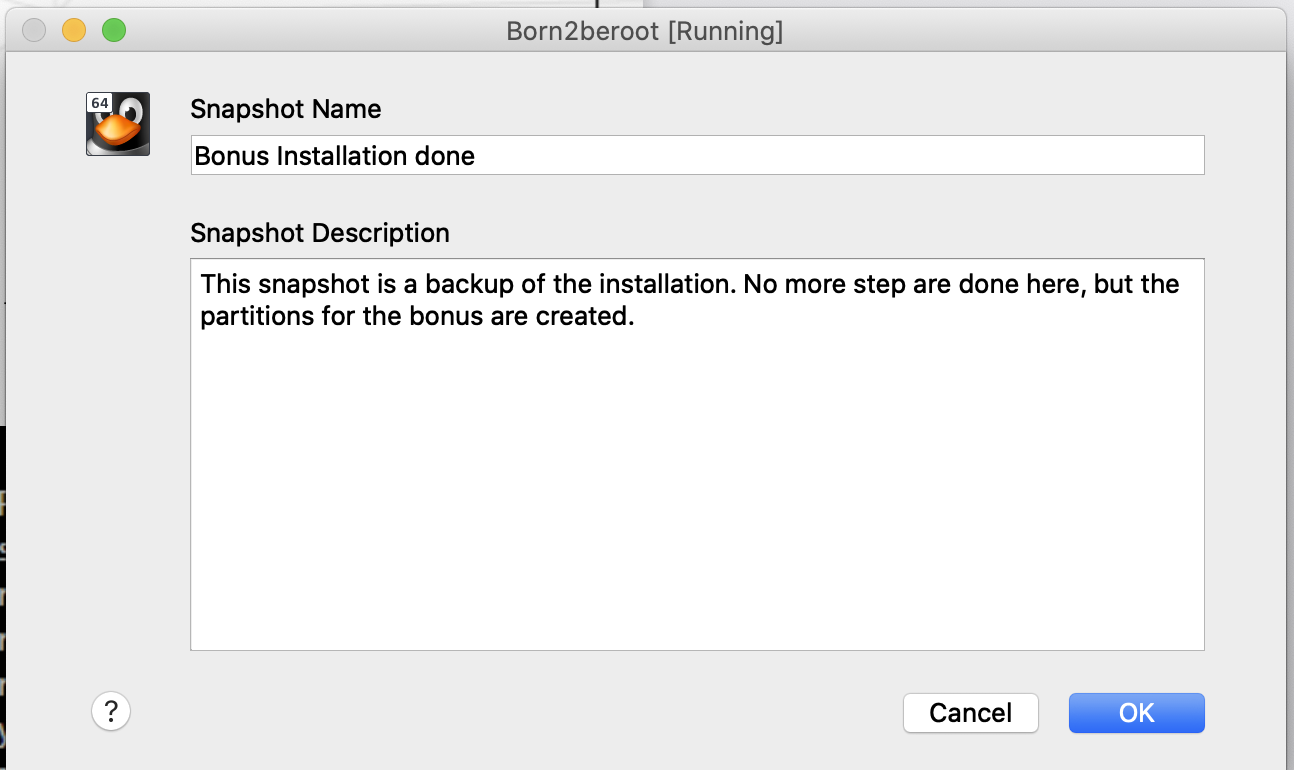 Born2beroot [Running]
64
Snapshot Name
Bonus Installation done
Snapshot Description
This snapshot is a backup of the installation. No more step are done here, but the
partitions for the bonus are created.
?
Cancel
OK